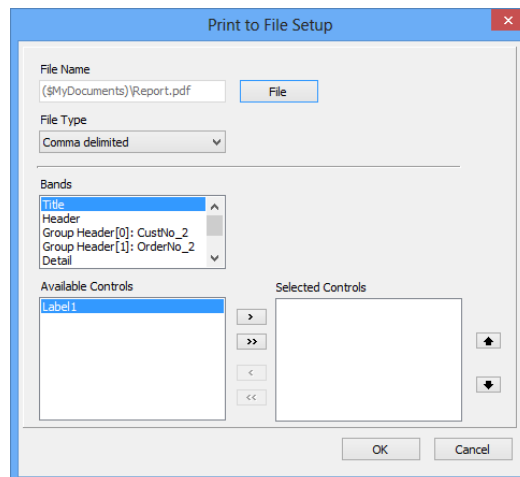 Print to File Setup
x
File Name
($MyDocuments)\Report.pdf
File
File Type
Comma delimited
Bands
Title
Header
Group Header[0]: CustNo_2
Group Header[1]: OrderNo_2
Detail
Available Controls
Selected Controls
Label1
>
>>
<
<<
OK
Cancel